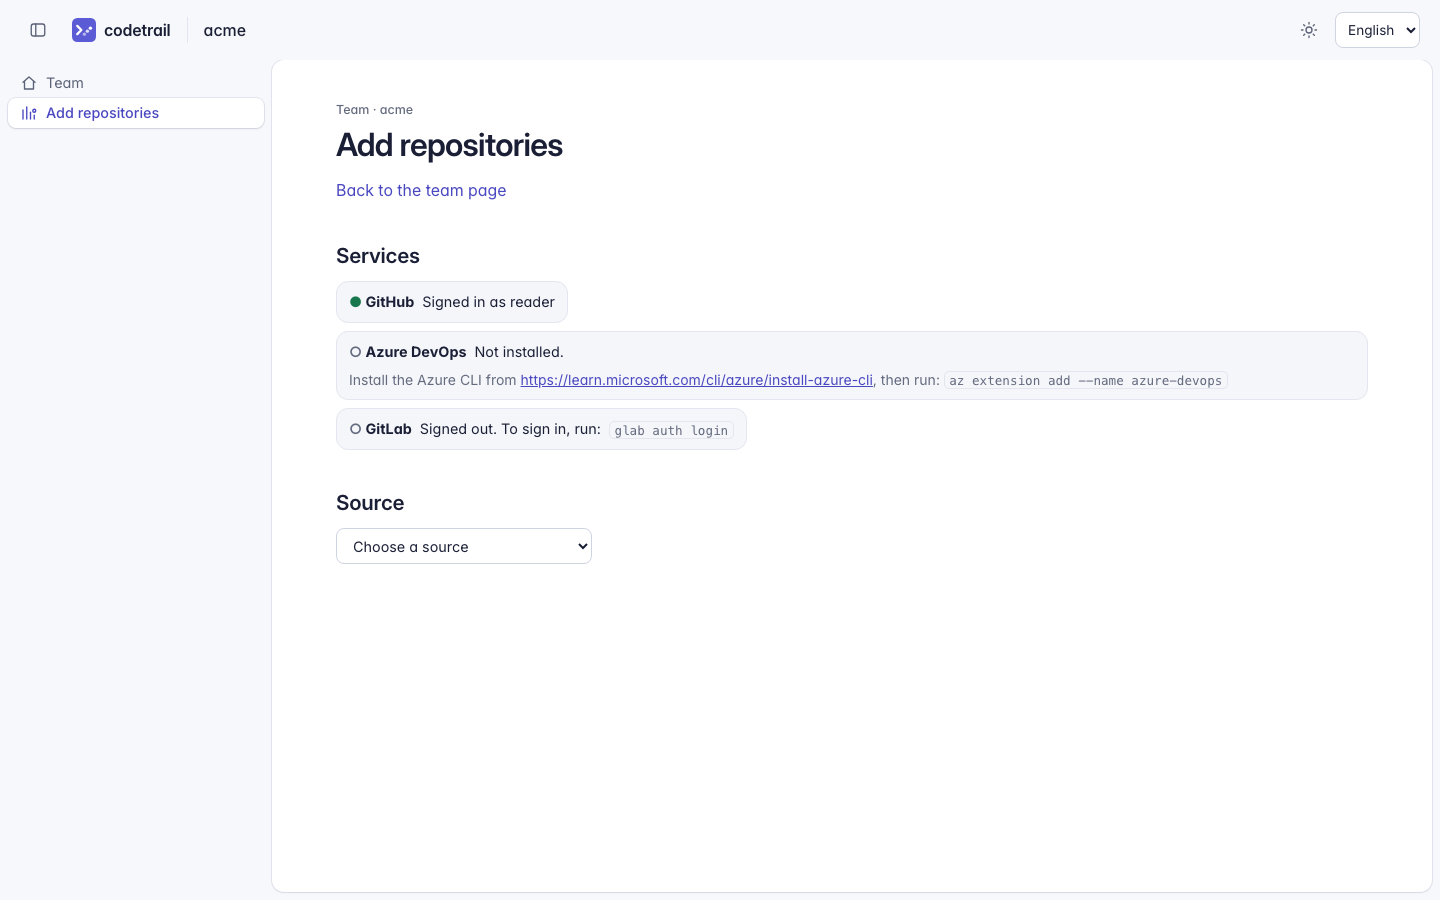 codetrail
acme
English
Team
Add repositories
Team · acme
Add repositories
Back to the team page
Services
GitHub Signed in as reader
Azure DevOps Not installed.
Install the Azure CLI from https://learn.microsoft.com/cli/azure/install-azure-cli, then run: az extension add --name azure-devops
GitLab Signed out. To sign in, run: glab auth login
Source
Choose a source